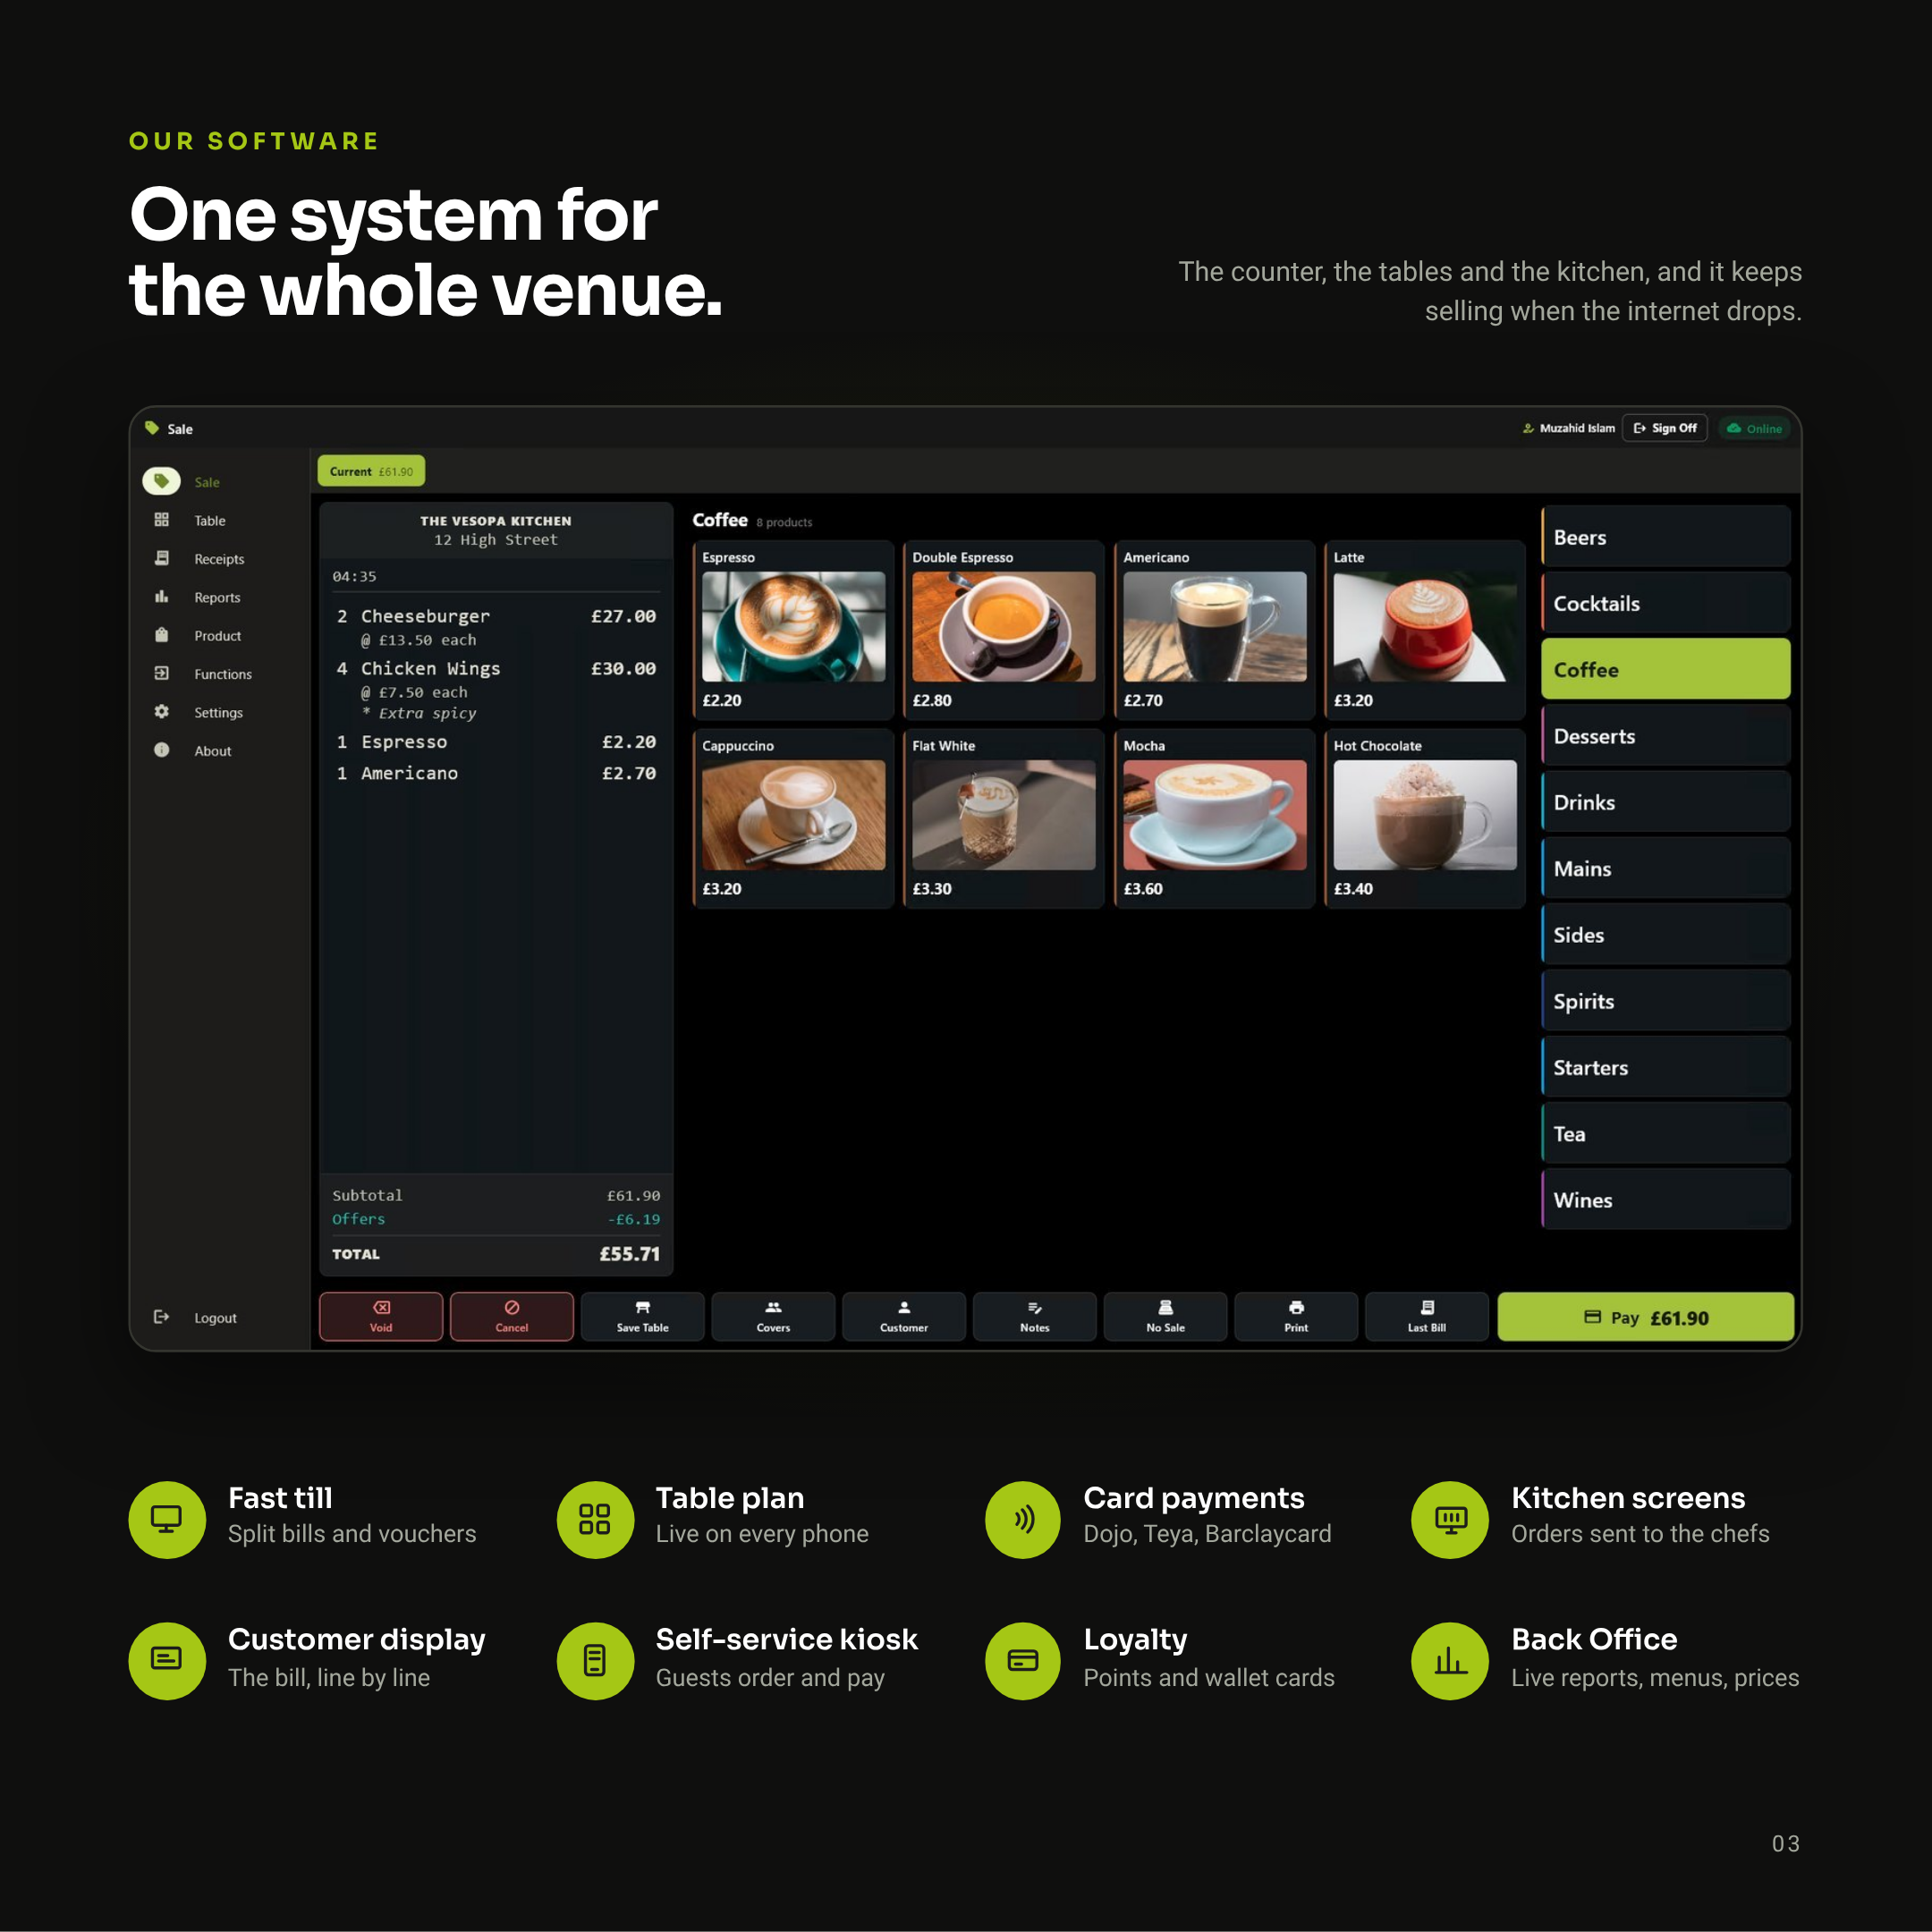 OUR SOFTWARE
One system for
the whole venue.
The counter, the tables and the kitchen, and it keeps
selling when the internet drops.
Sale
Muzahid Islam
Sign Off
Online
Sale
Table
Receipts
Reports
Product
Functions
Settings
About
Logout
Current £61.90
THE VESOPA KITCHEN
12 High Street
04:35
2 Cheeseburger £27.00
@ £13.50 each
4 Chicken Wings £30.00
@ £7.50 each
* Extra spicy
1 Espresso £2.20
1 Americano £2.70
Subtotal £61.90
Offers -£6.19
TOTAL £55.71
Coffee 8 products
Espresso
£2.20
Double Espresso
£2.80
Americano
£2.70
Latte
£3.20
Cappuccino
£3.20
Flat White
£3.30
Mocha
£3.60
Hot Chocolate
£3.40
Beers
Cocktails
Coffee
Desserts
Drinks
Mains
Sides
Spirits
Starters
Tea
Wines
Void
Cancel
Save Table
Covers
Customer
Notes
No Sale
Print
Last Bill
Pay £61.90
Fast till
Split bills and vouchers
Table plan
Live on every phone
Card payments
Dojo, Teya, Barclaycard
Kitchen screens
Orders sent to the chefs
Customer display
The bill, line by line
Self-service kiosk
Guests order and pay
Loyalty
Points and wallet cards
Back Office
Live reports, menus, prices
03